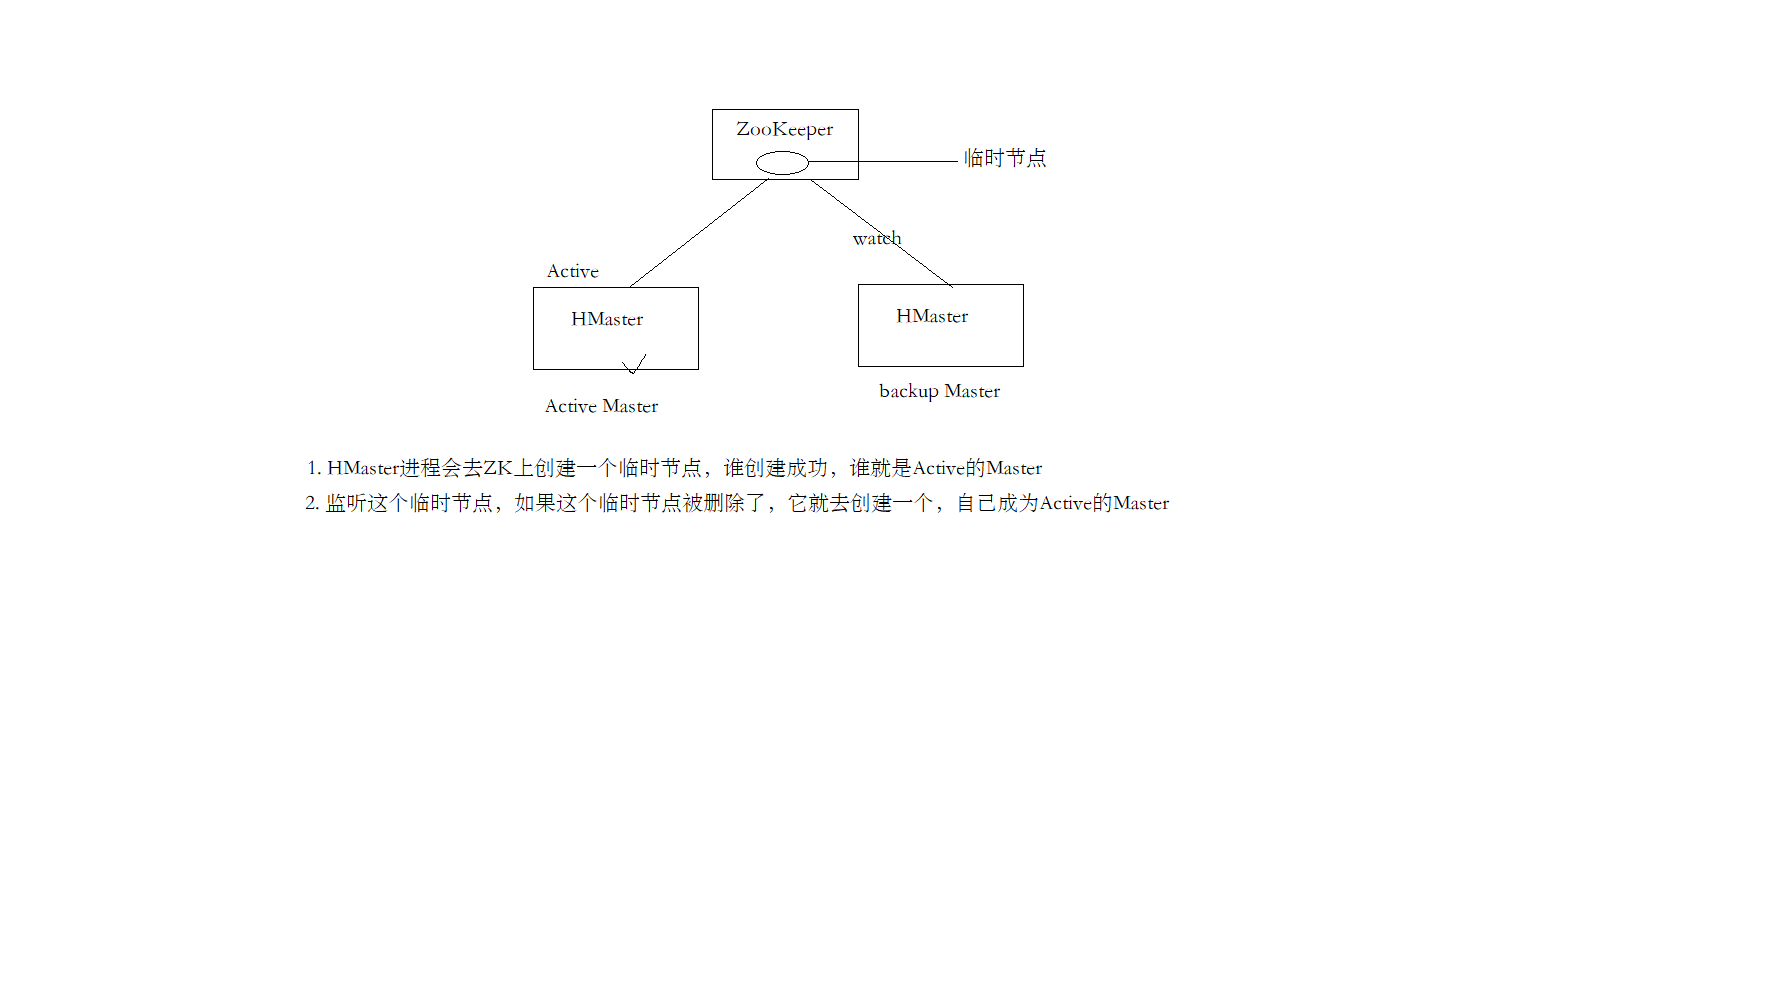 ZooKeeper
临时节点
watch
Active
HMaster
HMaster
backup Master
Active Master
1. HMaster进程会去ZK上创建一个临时节点，谁创建成功，谁就是Active的Master
2. 监听这个临时节点，如果这个临时节点被删除了，它就去创建一个，自己成为Active的Master